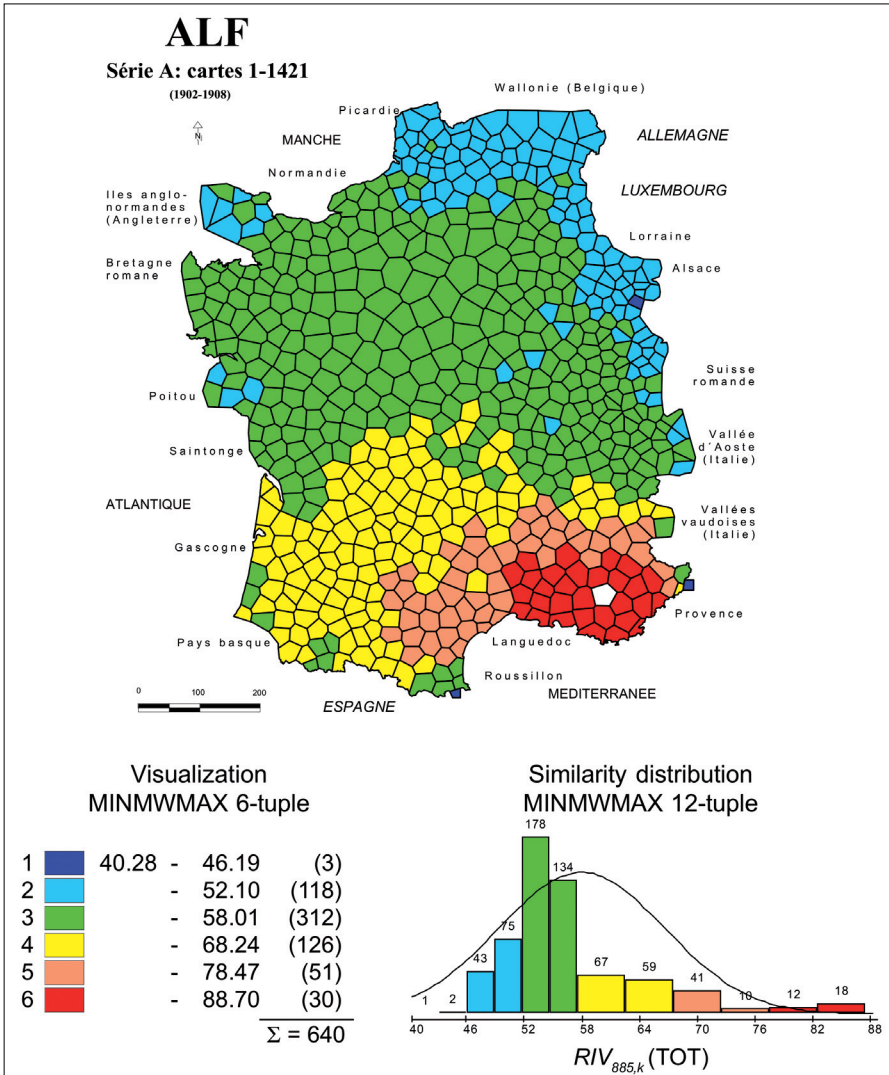 ALF
Série A: cartes 1-1421
(1902-1908)
N
Wallonie (Belgique)
Picardie
MANCHE
ALLEMAGNE
Normandie
LUXEMBOURG
Iles anglo-
normandes
(Angleterre)
Lorraine
Bretagne
romane
Alsace
Suisse
romande
Poitou
Vallée
d´Aoste
(Italie)
Saintonge
ATLANTIQUE
Vallées
vaudoises
(Italie)
Gascogne
Provence
Pays basque
Languedoc
Roussillon
MEDITERRANEE
ESPAGNE
0 100 200
Visualization
MINMWMAX 6-tuple
1 40.28 - 46.19 (3)
2 - 52.10 (118)
3 - 58.01 (312)
4 - 68.24 (126)
5 - 78.47 (51)
6 - 88.70 (30)
Σ = 640
Similarity distribution
MINMWMAX 12-tuple
178
134
75
67
59
43
41
1 2 10 12 18
40 46 52 58 64 70 76 82 88
RIV885,k (TOT)